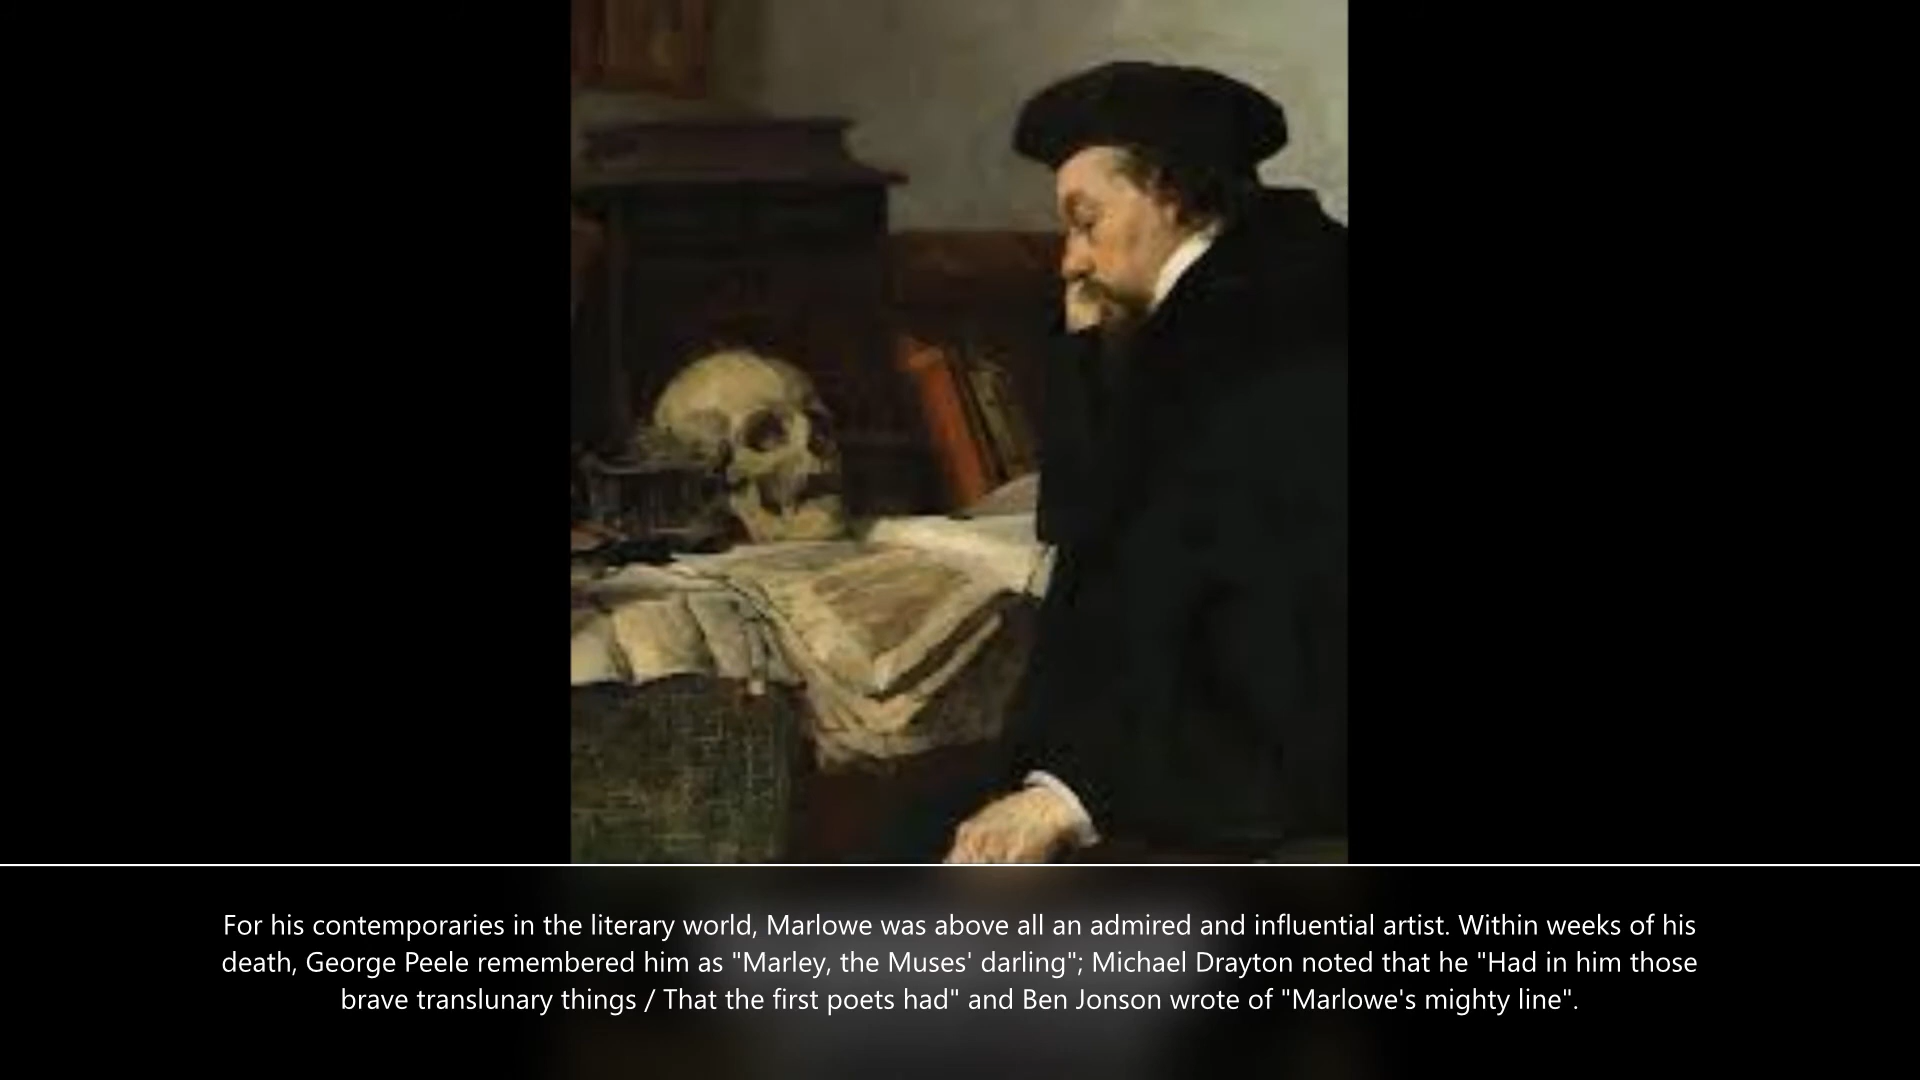 For his contemporaries in the literary world, Marlowe was above all an admired and influential artist. Within weeks of his
death, George Peele remembered him as "Marley, the Muses' darling"; Michael Drayton noted that he "Had in him those
brave translunary things / That the first poets had" and Ben Jonson wrote of "Marlowe's mighty line".